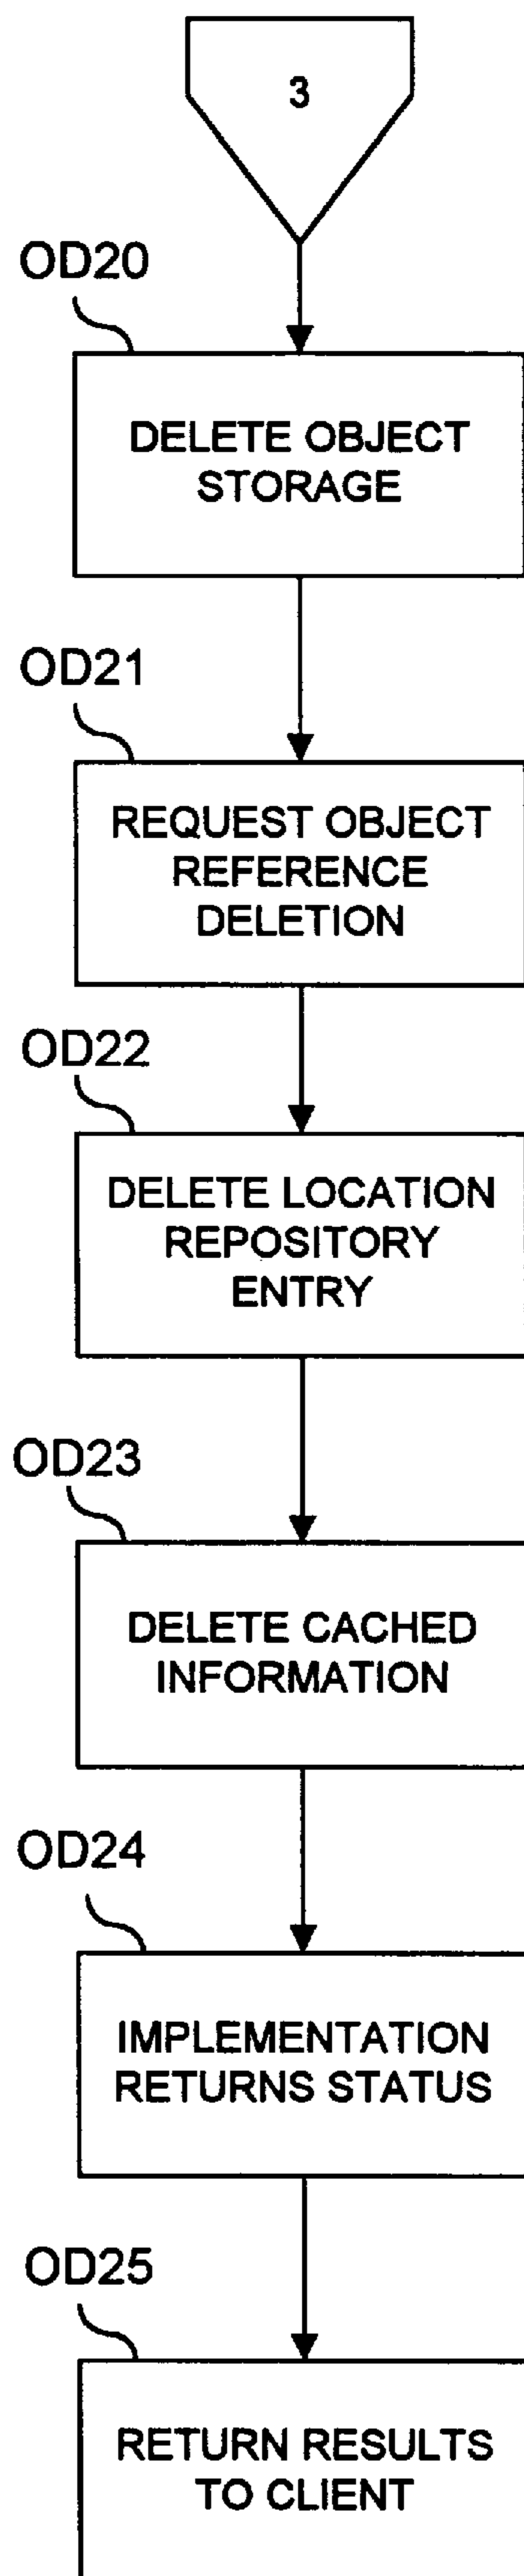 3
OD20
DELETE OBJECT
STORAGE
OD21
REQUEST OBJECT
REFERENCE
DELETION
OD22
DELETE LOCATION
REPOSITORY
ENTRY
OD23
DELETE CACHED
INFORMATION
OD24
IMPLEMENTATION
RETURNS STATUS
OD25
RETURN RESULTS
TO CLIENT